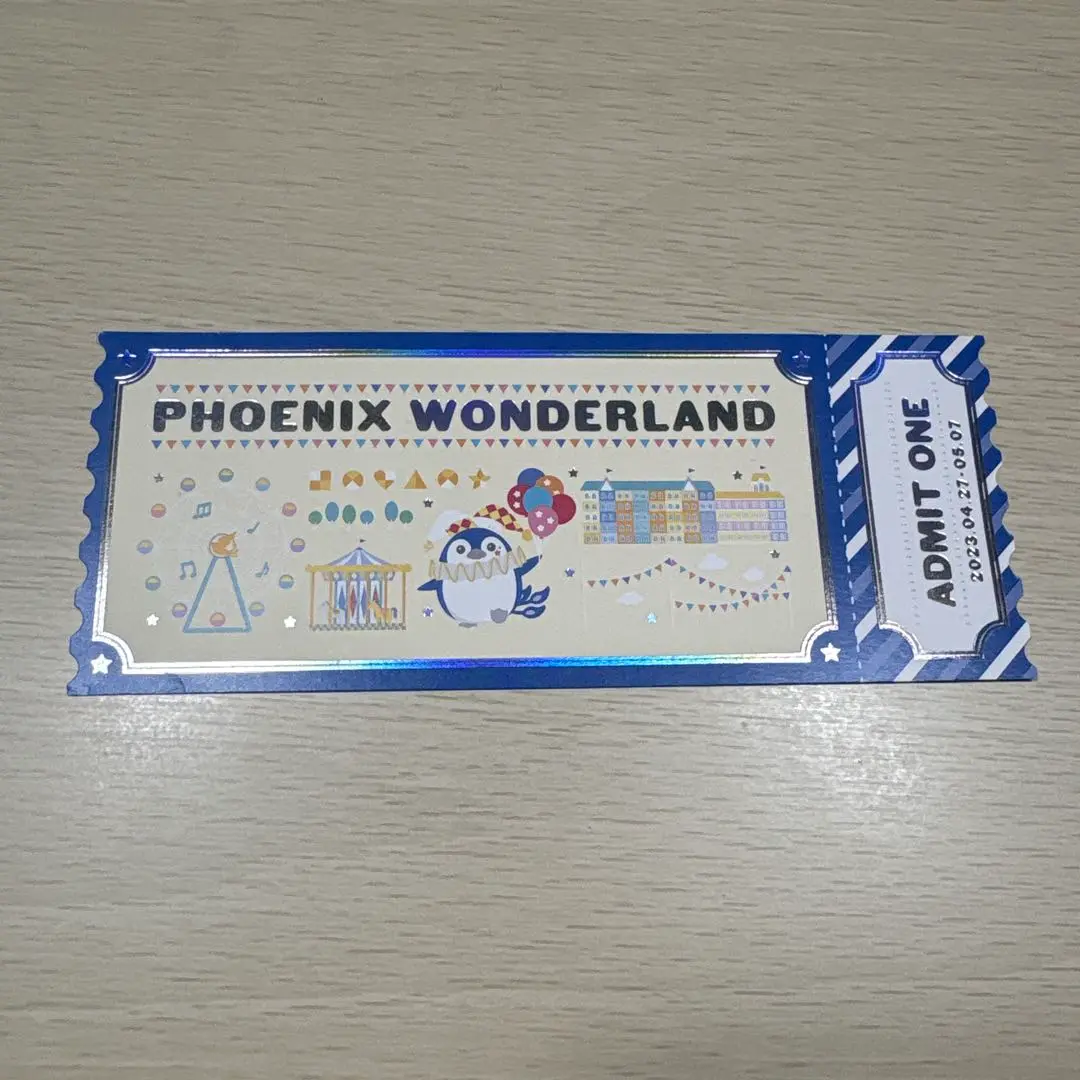 PHOENIX WONDERLAND
ADMIT ONE
2023.04.27-05.07